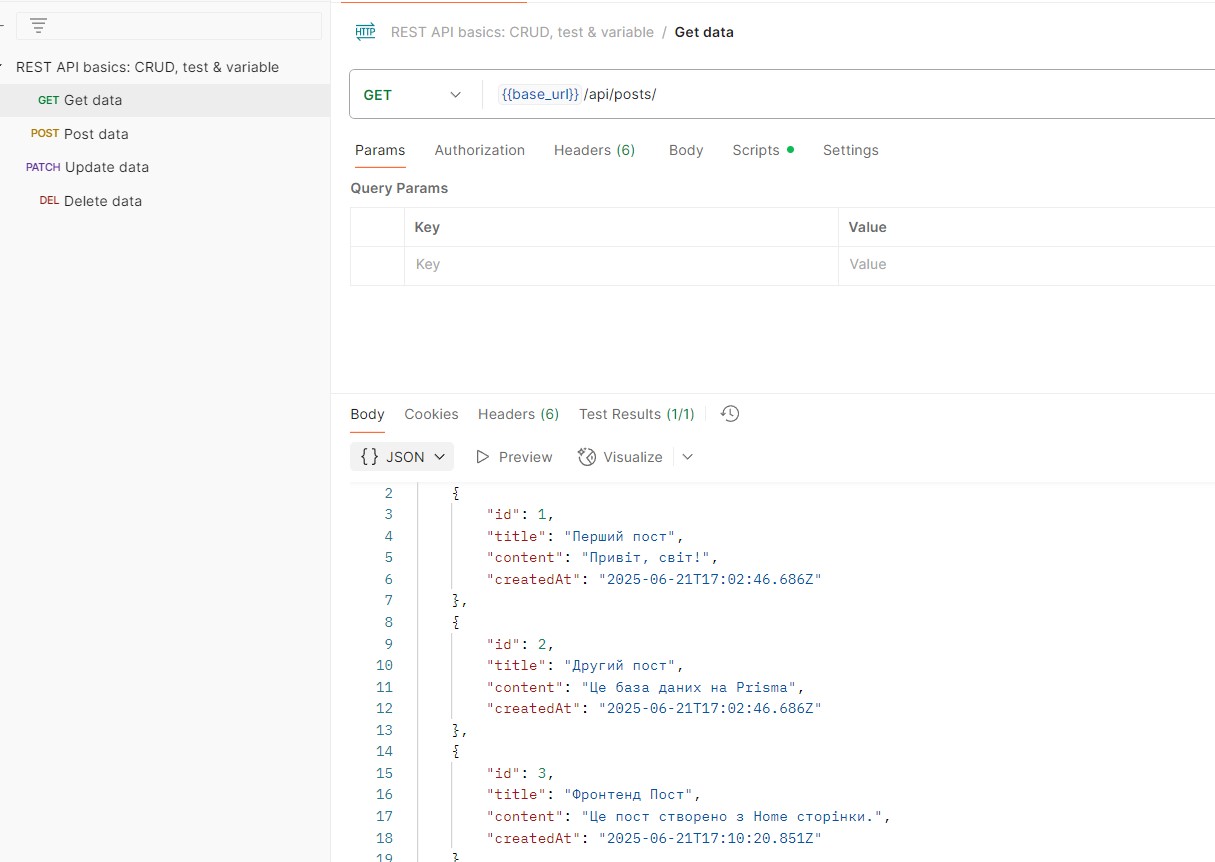 REST API basics: CRUD, test & variable
GET Get data
POST Post data
PATCH Update data
DEL Delete data
HTTP REST API basics: CRUD, test & variable / Get data
GET {{base_url}} /api/posts/
Params Authorization Headers (6) Body Scripts Settings
Query Params
Key Value
Key Value
Body Cookies Headers (6) Test Results (1/1)
{} JSON Preview Visualize
2 {
3 "id": 1,
4 "title": "Перший пост",
5 "content": "Привіт, світ!",
6 "createdAt": "2025-06-21T17:02:46.686Z"
7 },
8 {
9 "id": 2,
10 "title": "Другий пост",
11 "content": "Це база даних на Prisma",
12 "createdAt": "2025-06-21T17:02:46.686Z"
13 },
14 {
15 "id": 3,
16 "title": "Фронтенд Пост",
17 "content": "Це пост створено з Home сторінки.",
18 "createdAt": "2025-06-21T17:10:20.851Z"
19 }